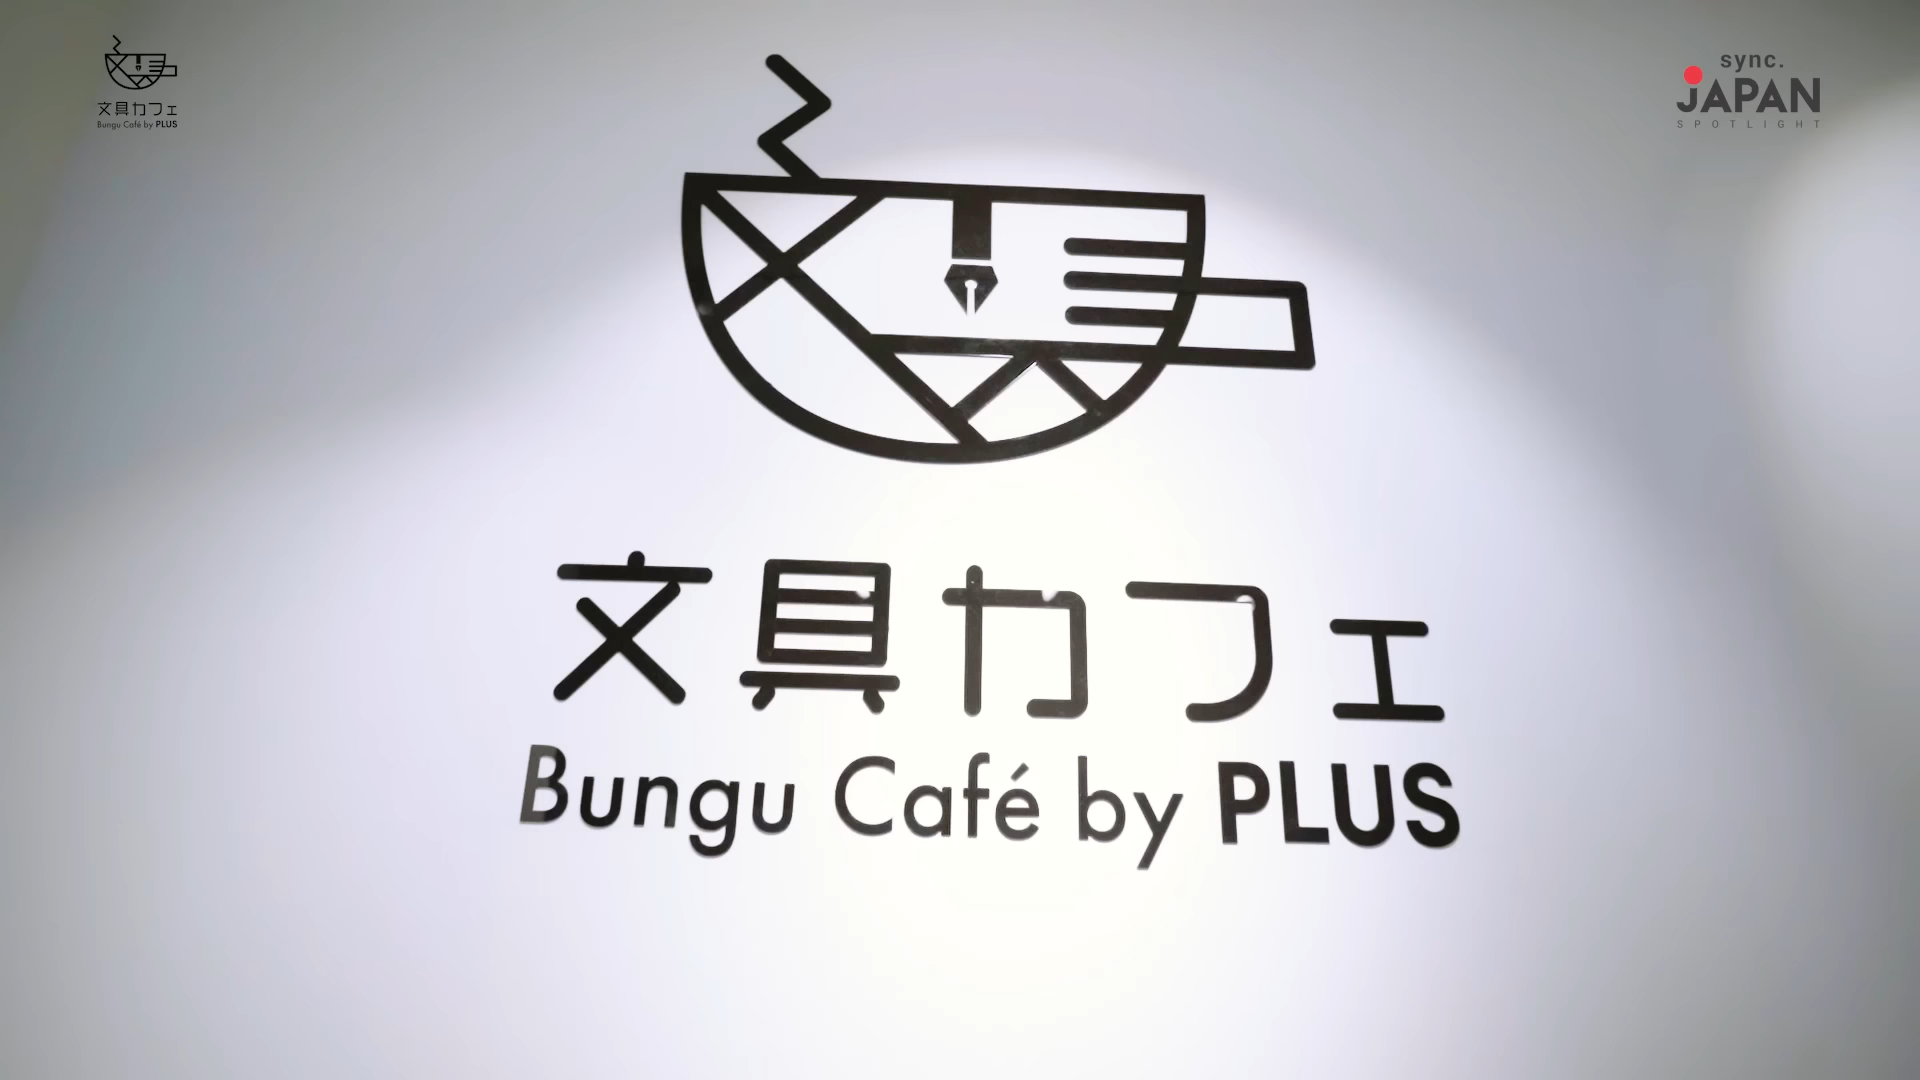 文具カフェ
Bungu Café by PLUS
sync.
JAPAN
SPOTLIGHT
文具カフェ
Bungu Café by PLUS